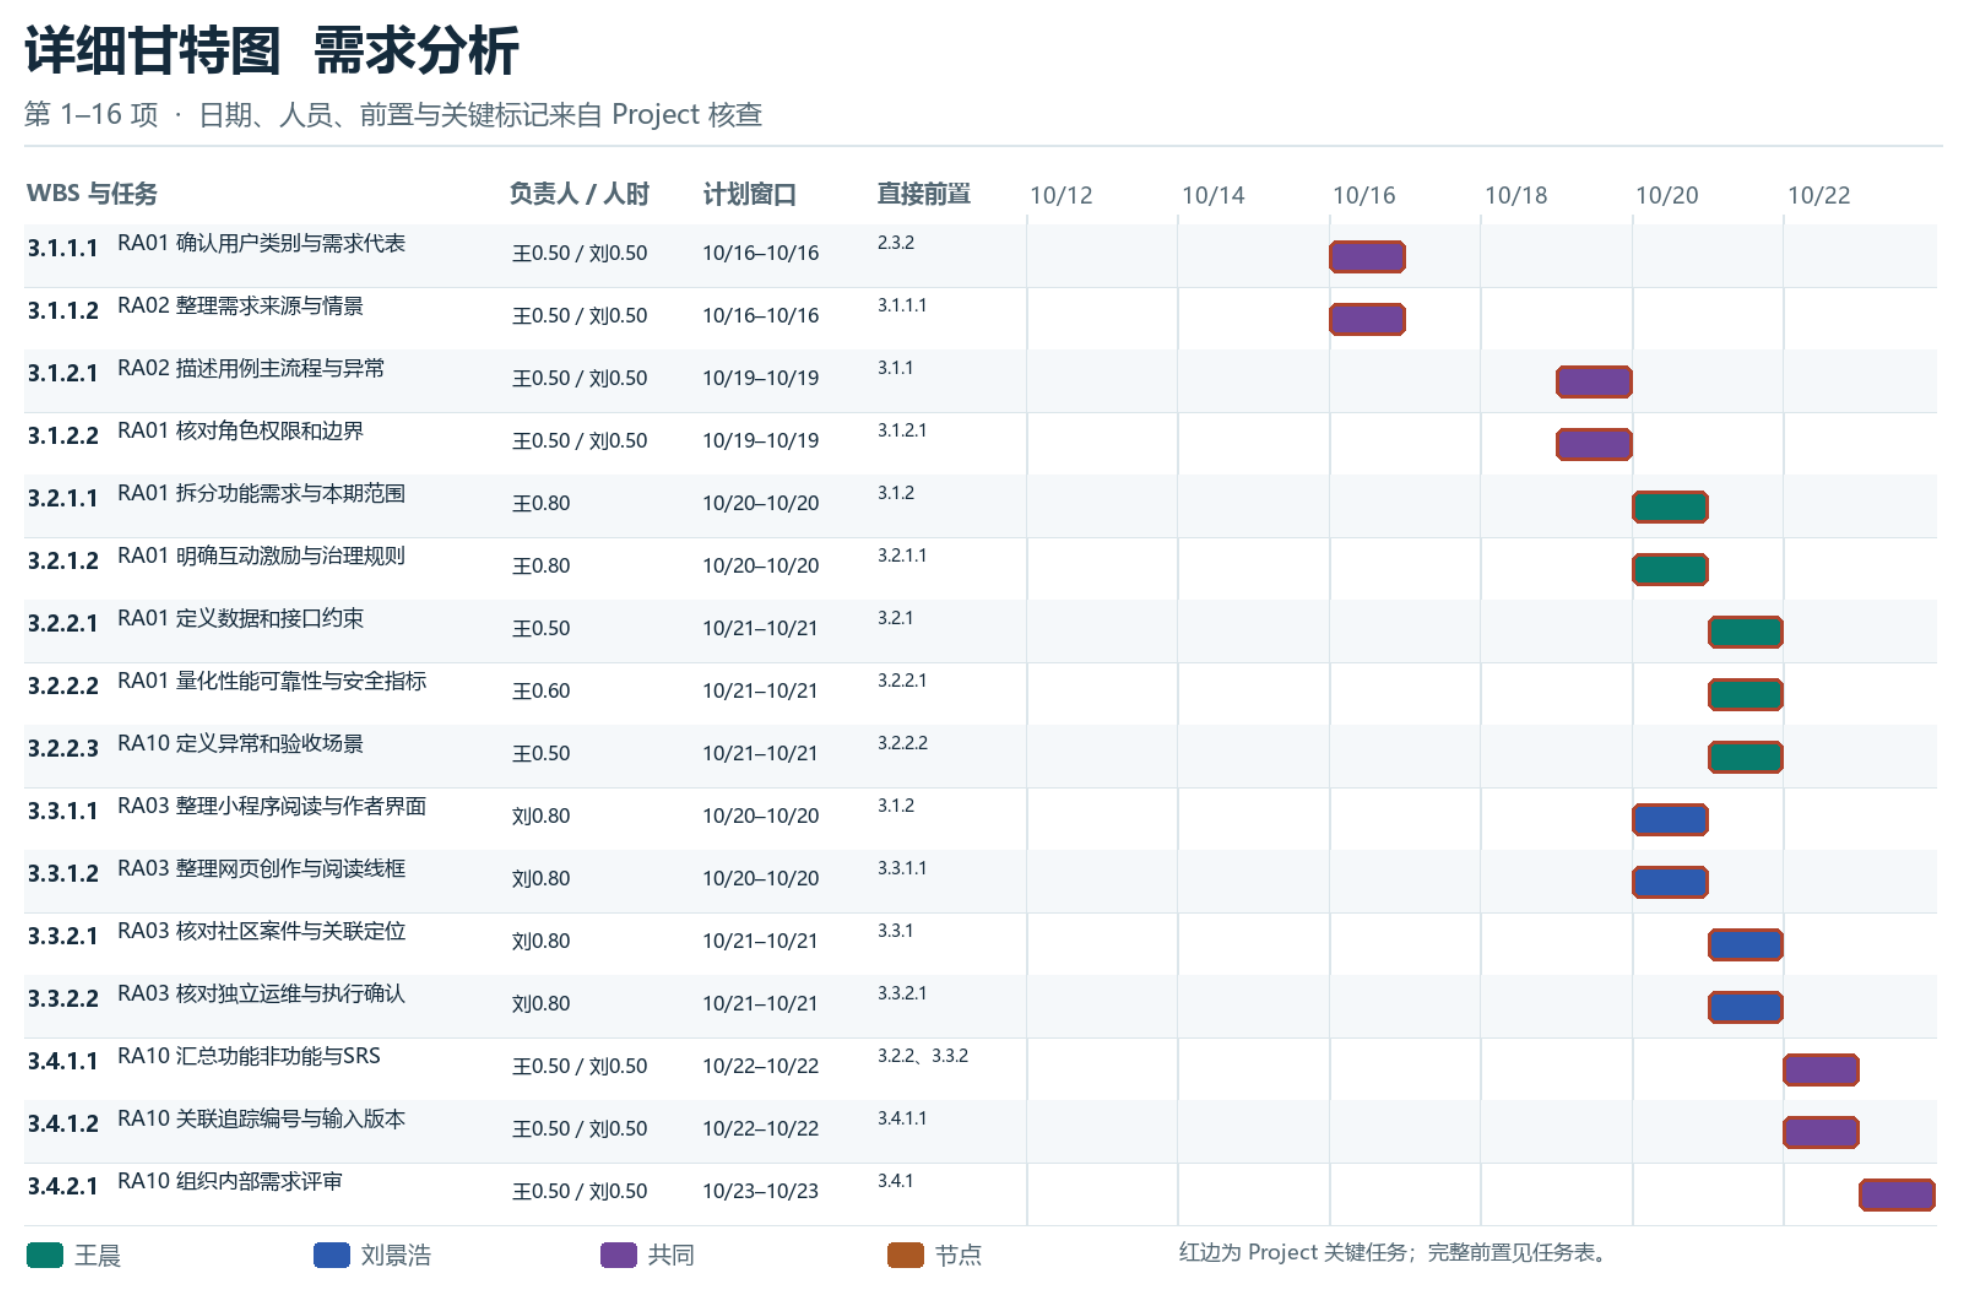 详细甘特图 需求分析
第 1–16 项 · 日期、人员、前置与关键标记来自 Project 核查
WBS 与任务 负责人 / 人时 计划窗口 直接前置 10/12 10/14 10/16 10/18 10/20 10/22
3.1.1.1 RA01 确认用户类别与需求代表 王0.50 / 刘0.50 10/16–10/16 2.3.2
3.1.1.2 RA02 整理需求来源与情景 王0.50 / 刘0.50 10/16–10/16 3.1.1.1
3.1.2.1 RA02 描述用例主流程与异常 王0.50 / 刘0.50 10/19–10/19 3.1.1
3.1.2.2 RA01 核对角色权限和边界 王0.50 / 刘0.50 10/19–10/19 3.1.2.1
3.2.1.1 RA01 拆分功能需求与本期范围 王0.80 10/20–10/20 3.1.2
3.2.1.2 RA01 明确互动激励与治理规则 王0.80 10/20–10/20 3.2.1.1
3.2.2.1 RA01 定义数据和接口约束 王0.50 10/21–10/21 3.2.1
3.2.2.2 RA01 量化性能可靠性与安全指标 王0.60 10/21–10/21 3.2.2.1
3.2.2.3 RA10 定义异常和验收场景 王0.50 10/21–10/21 3.2.2.2
3.3.1.1 RA03 整理小程序阅读与作者界面 刘0.80 10/20–10/20 3.1.2
3.3.1.2 RA03 整理网页创作与阅读线框 刘0.80 10/20–10/20 3.3.1.1
3.3.2.1 RA03 核对社区案件与关联定位 刘0.80 10/21–10/21 3.3.1
3.3.2.2 RA03 核对独立运维与执行确认 刘0.80 10/21–10/21 3.3.2.1
3.4.1.1 RA10 汇总功能非功能与SRS 王0.50 / 刘0.50 10/22–10/22 3.2.2、3.3.2
3.4.1.2 RA10 关联追踪编号与输入版本 王0.50 / 刘0.50 10/22–10/22 3.4.1.1
3.4.2.1 RA10 组织内部需求评审 王0.50 / 刘0.50 10/23–10/23 3.4.1
王晨 刘景浩 共同 节点 红边为 Project 关键任务；完整前置见任务表。